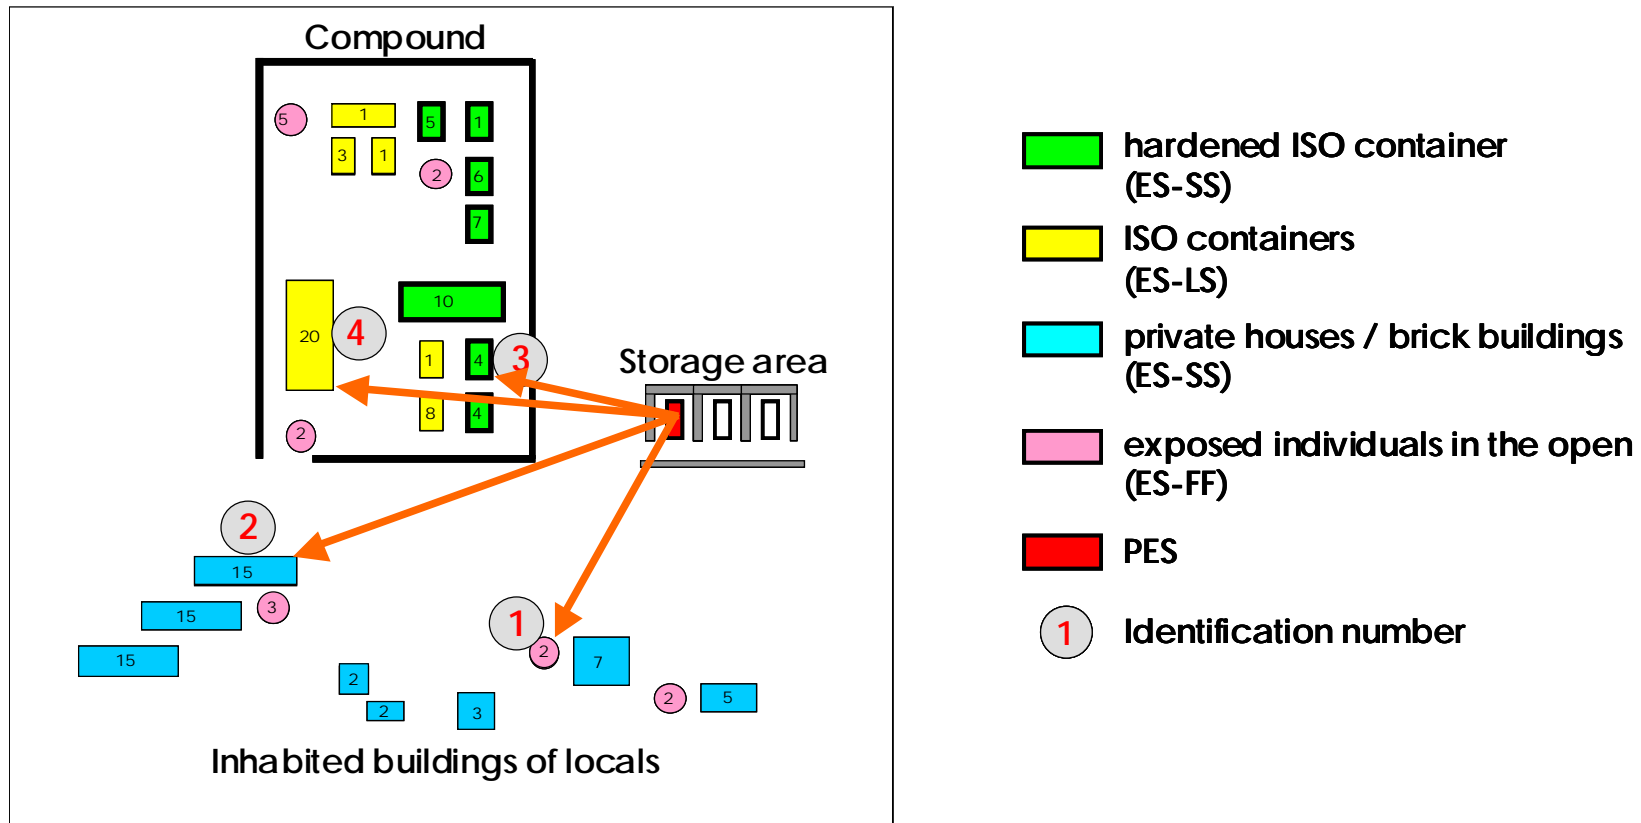 Compound
5
1
5
1
3
1
2
6
7
10
20
4
1
4
3
Storage area
8
4
2
2
15
3
15
15
1
2
7
2
2
3
2
5
Inhabited buildings of locals
hardened ISO container
(ES-SS)
ISO containers
(ES-LS)
private houses / brick buildings
(ES-SS)
exposed individuals in the open
(ES-FF)
PES
1
Identification number